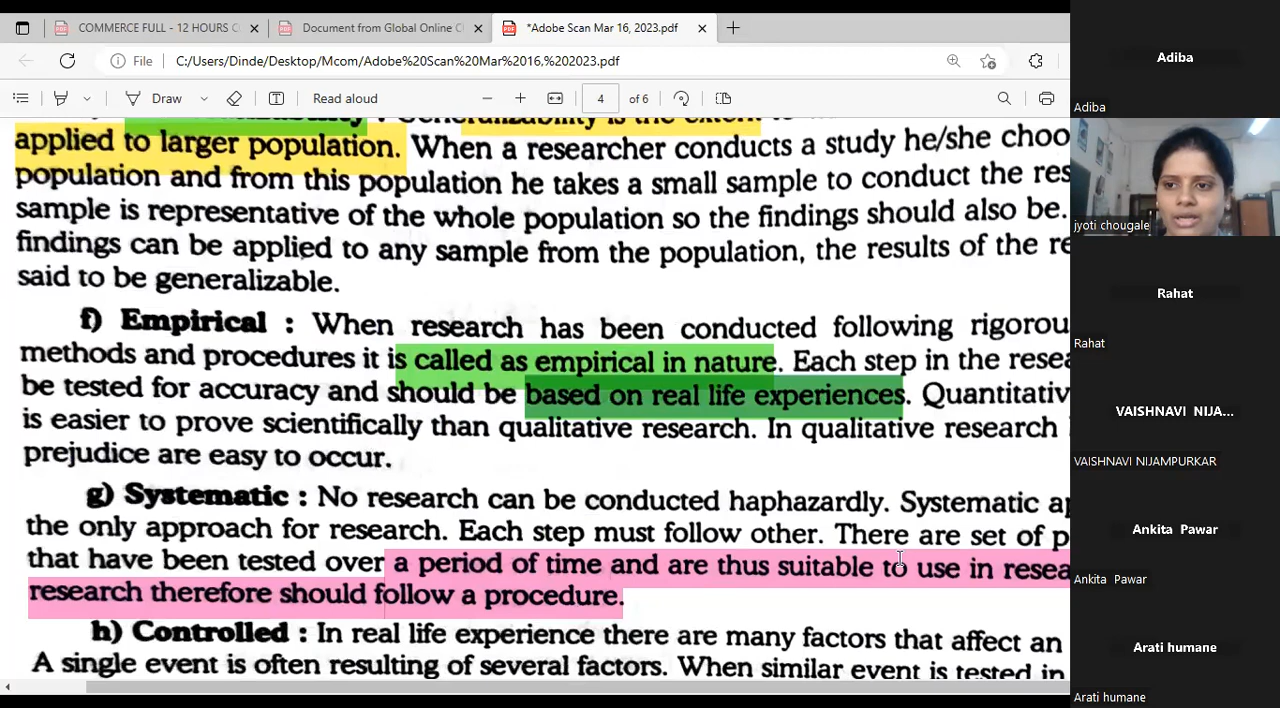 COMMERCE FULL - 12 HOURS C
Document from Global Online C
*Adobe Scan Mar 16, 2023.pdf
File
C:/Users/Dinde/Desktop/Mcom/Adobe%20Scan%20Mar%2016,%202023.pdf
Draw
Read aloud
4
of 6
Generalizability is the extent
applied to larger population. When a researcher conducts a study he/she choo
population and from this population he takes a small sample to conduct the res
sample is representative of the whole population so the findings should also be.
findings can be applied to any sample from the population, the results of the re
said to be generalizable.
f) Empirical : When research has been conducted following rigorou
methods and procedures it is called as empirical in nature. Each step in the resea
be tested for accuracy and should be based on real life experiences. Quantitativ
is easier to prove scientifically than qualitative research. In qualitative research
prejudice are easy to occur.
g) Systematic : No research can be conducted haphazardly. Systematic ap
the only approach for research. Each step must follow other. There are set of p
that have been tested over a period of time and are thus suitable to use in resea
research therefore should follow a procedure.
h) Controlled : In real life experience there are many factors that affect an
A single event is often resulting of several factors. When similar event is tested in
Adiba
Adiba
jyoti chougale
Rahat
Rahat
VAISHNAVI NIJA...
VAISHNAVI NIJAMPURKAR
Ankita Pawar
Ankita Pawar
Arati humane
Arati humane